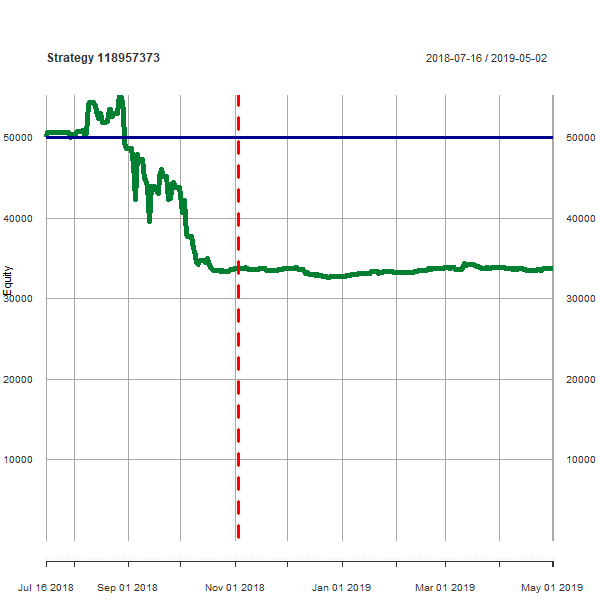 Strategy 118957373 2018-07-16 / 2019-05-02
50000 50000
40000 40000
Equity
30000 30000
20000 20000
10000 10000
Jul 16 2018 Sep 01 2018 Nov 01 2018 Jan 01 2019 Mar 01 2019 May 01 2019